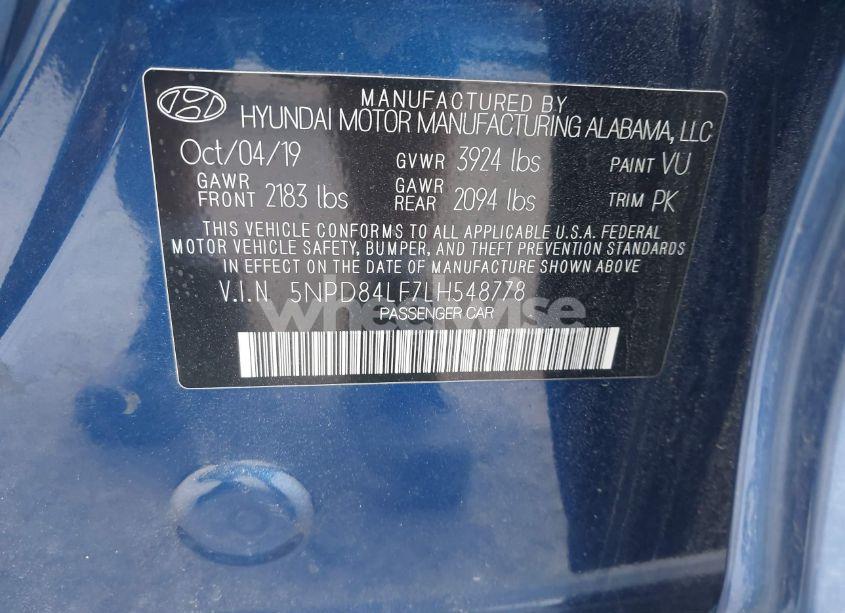 MANUFACTURED BY
HYUNDAI MOTOR MANUFACTURING ALABAMA, LLC
Oct/04/19 GVWR 3924 lbs PAINT VU
GAWR FRONT 2183 lbs GAWR REAR 2094 lbs TRIM PK
THIS VEHICLE CONFORMS TO ALL APPLICABLE U.S.A. FEDERAL
MOTOR VEHICLE SAFETY, BUMPER, AND THEFT PREVENTION STANDARDS
IN EFFECT ON THE DATE OF MANUFACTURE SHOWN ABOVE
V.I.N 5NPD84LF7LH548778
PASSENGER CAR
wheelwise